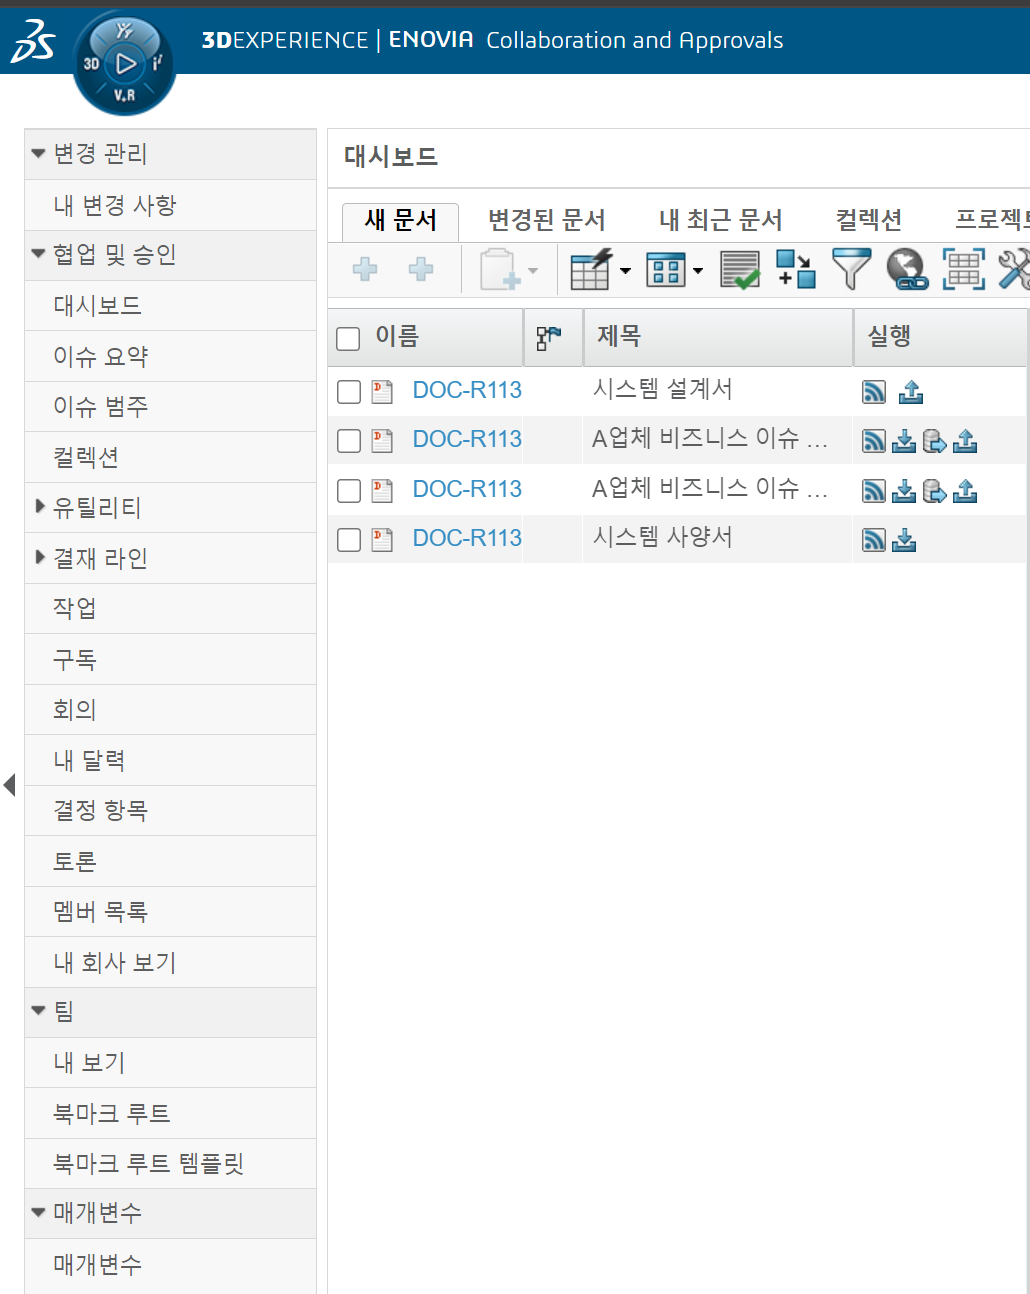 3DEXPERIENCE | ENOVIA Collaboration and Approvals
3D
V.R
변경 관리
내 변경 사항
협업 및 승인
대시보드
이슈 요약
이슈 범주
컬렉션
유틸리티
결재 라인
작업
구독
회의
내 달력
결정 항목
토론
멤버 목록
내 회사 보기
팀
내 보기
북마크 루트
북마크 루트 템플릿
매개변수
매개변수
대시보드
새 문서 변경된 문서 내 최근 문서 컬렉션 프로젝트
이름 제목 실행
DOC-R113 시스템 설계서
DOC-R113 A업체 비즈니스 이슈 ...
DOC-R113 A업체 비즈니스 이슈 ...
DOC-R113 시스템 사양서